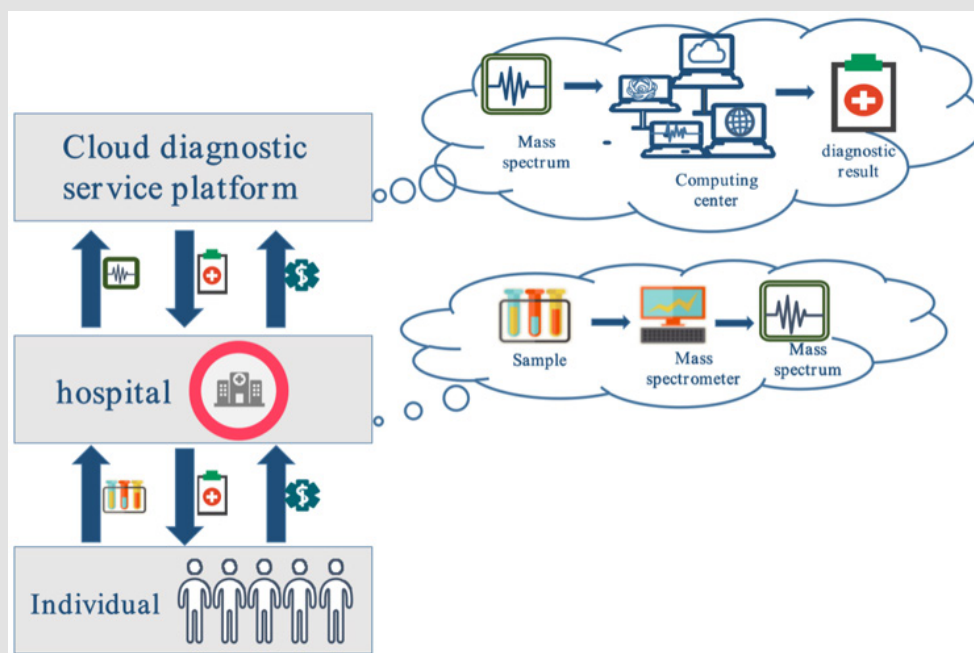 Cloud diagnostic
service platform
Mass
spectrum
Computing
center
diagnostic
result
hospital
Sample
Mass
spectrometer
Mass
spectrum
Individual